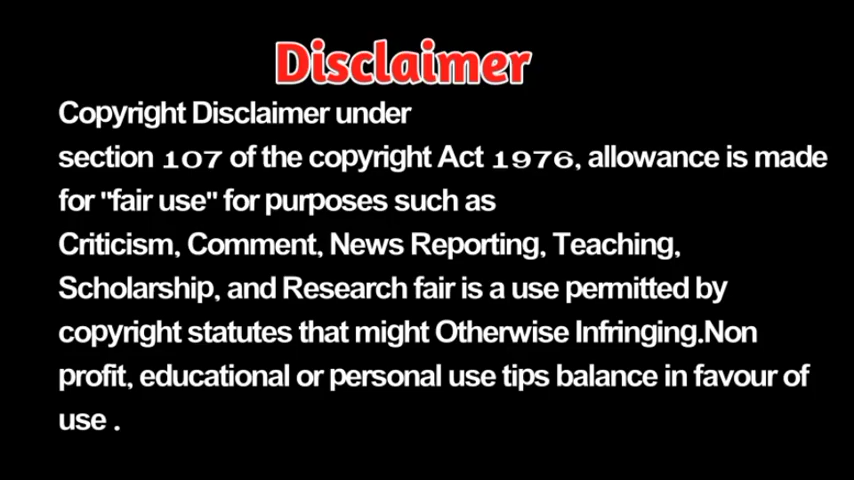 Disclaimer
Copyright Disclaimer under
section 107 of the copyright Act 1976, allowance is made
for "fair use" for purposes such as
Criticism, Comment, News Reporting, Teaching,
Scholarship, and Research fair is a use permitted by
copyright statutes that might Otherwise Infringing.Non
profit, educational or personal use tips balance in favour of
use .